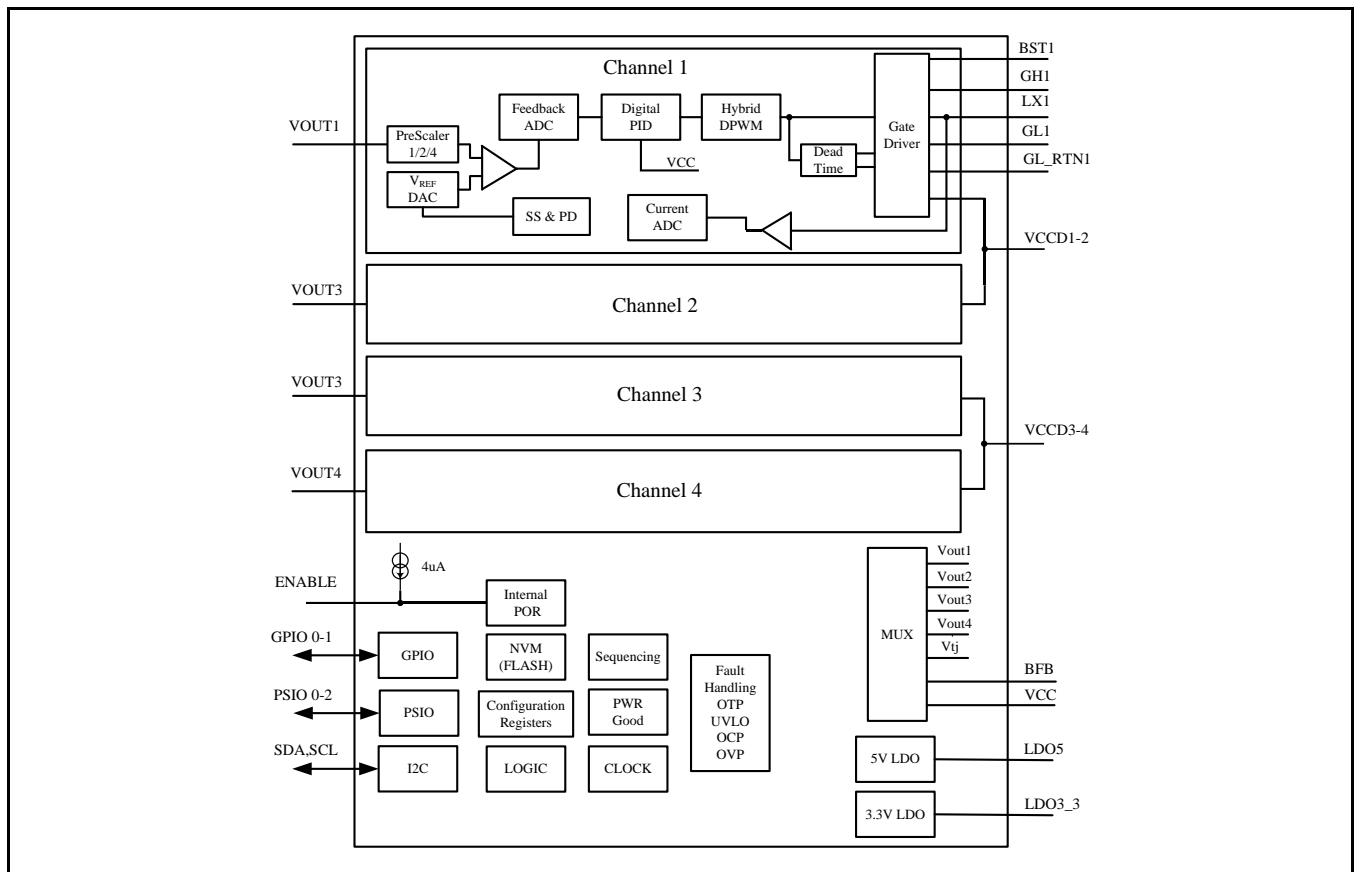 Channel 1
BST1
GH1
LX1
GL1
GL_RTN1
VOUT1
PreScaler
1/2/4
VREF
DAC
Feedback
ADC
Digital
PID
VCC
Hybrid
DPWM
Dead
Time
Gate
Driver
SS & PD
Current
ADC
VCCD1-2
VOUT3
Channel 2
VOUT3
Channel 3
VCCD3-4
VOUT4
Channel 4
4uA
ENABLE
Internal
POR
GPIO 0-1
GPIO
NVM
(FLASH)
Sequencing
PSIO 0-2
PSIO
Configuration
Registers
PWR
Good
SDA,SCL
I2C
LOGIC
CLOCK
Fault
Handling
OTP
UVLO
OCP
OVP
MUX
Vout1
Vout2
Vout3
Vout4
Vtj
BFB
VCC
5V LDO
LDO5
3.3V LDO
LDO3_3